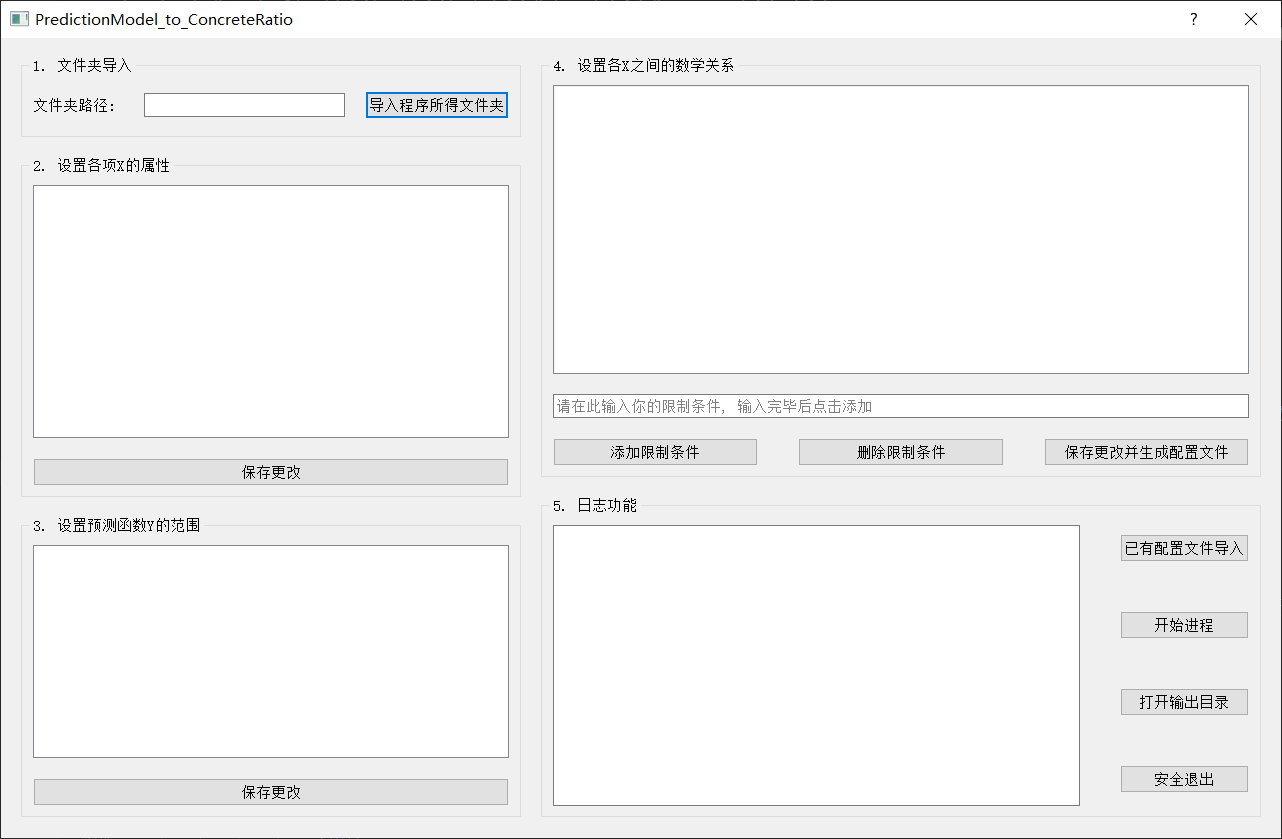 PredictionModel_to_ConcreteRatio
?
1. 文件夹导入
文件夹路径：
导入程序所得文件夹
2. 设置各项X的属性
保存更改
3. 设置预测函数Y的范围
保存更改
4. 设置各X之间的数学关系
请在此输入你的限制条件, 输入完毕后点击添加
添加限制条件
删除限制条件
保存更改并生成配置文件
5. 日志功能
已有配置文件导入
开始进程
打开输出目录
安全退出